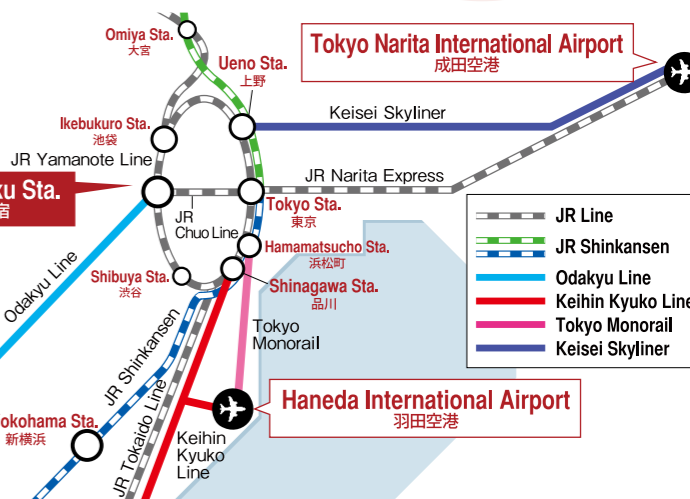 Omiya Sta.
大宮
Ueno Sta.
上野
Tokyo Narita International Airport
成田空港
Keisei Skyliner
Ikebukuro Sta.
池袋
JR Yamanote Line
JR Narita Express
Sta.
宿
JR
Chuo Line
Tokyo Sta.
東京
JR Line
JR Shinkansen
Odakyu Line
Keihin Kyuko Line
Tokyo Monorail
Keisei Skyliner
Hamamatsucho Sta.
浜松町
Shibuya Sta.
渋谷
Shinagawa Sta.
品川
Odakyu Line
JR Shinkansen
Tokyo
Monorail
Haneda International Airport
羽田空港
okohama Sta.
新横浜
JR Tokaido Line
Keihin
Kyuko
Line